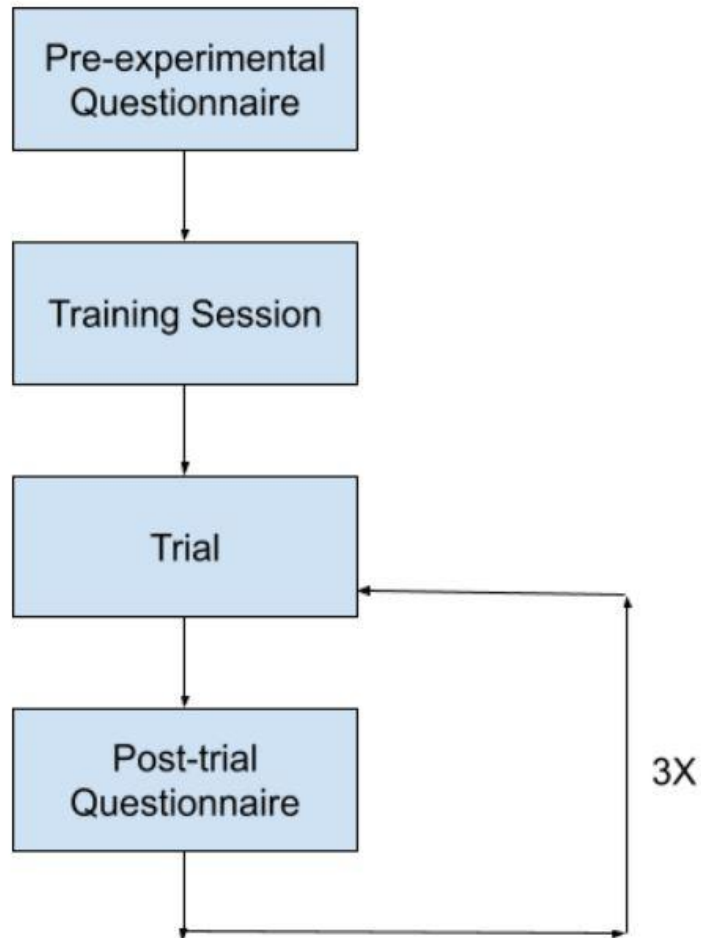 Pre-experimental
Questionnaire
Training Session
Trial
Post-trial
Questionnaire
3X